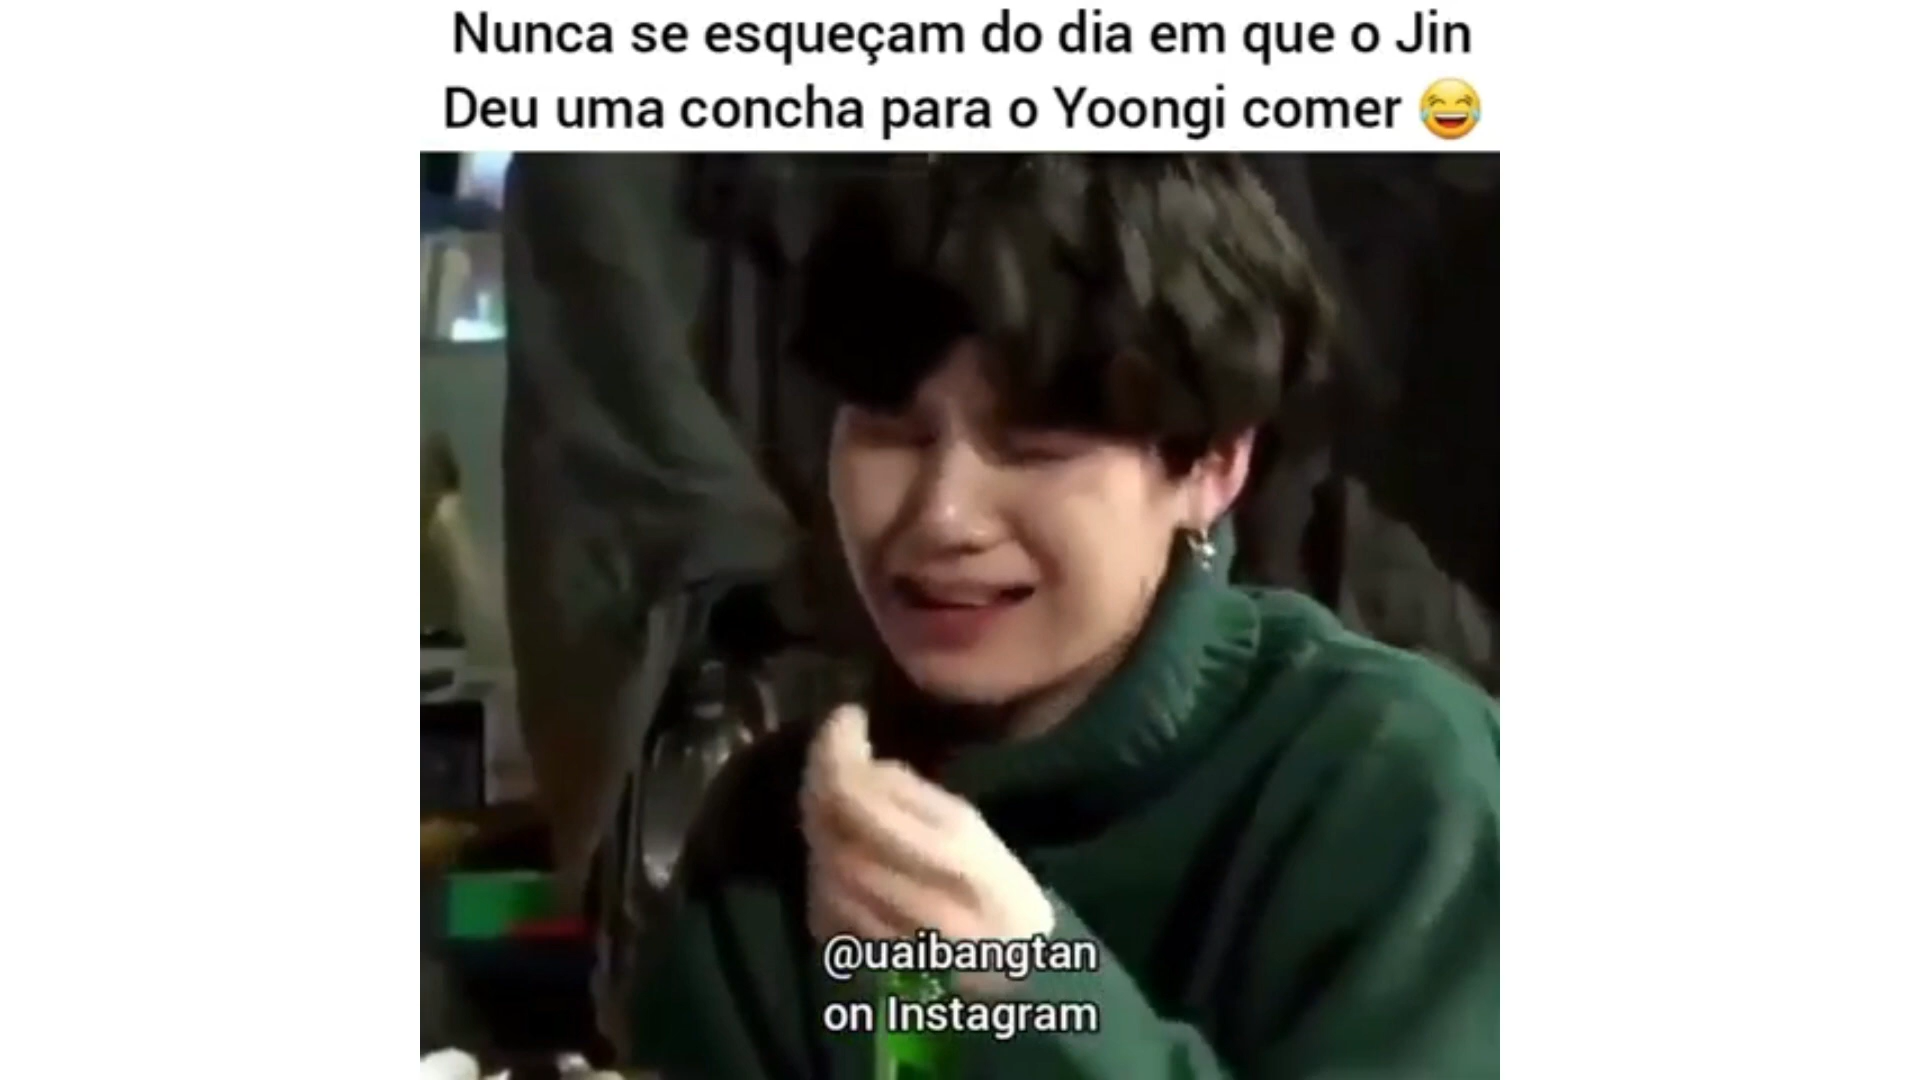 Nunca se esqueçam do dia em que o Jin
Deu uma concha para o Yoongi comer 😂
@uaibangtan
on Instagram